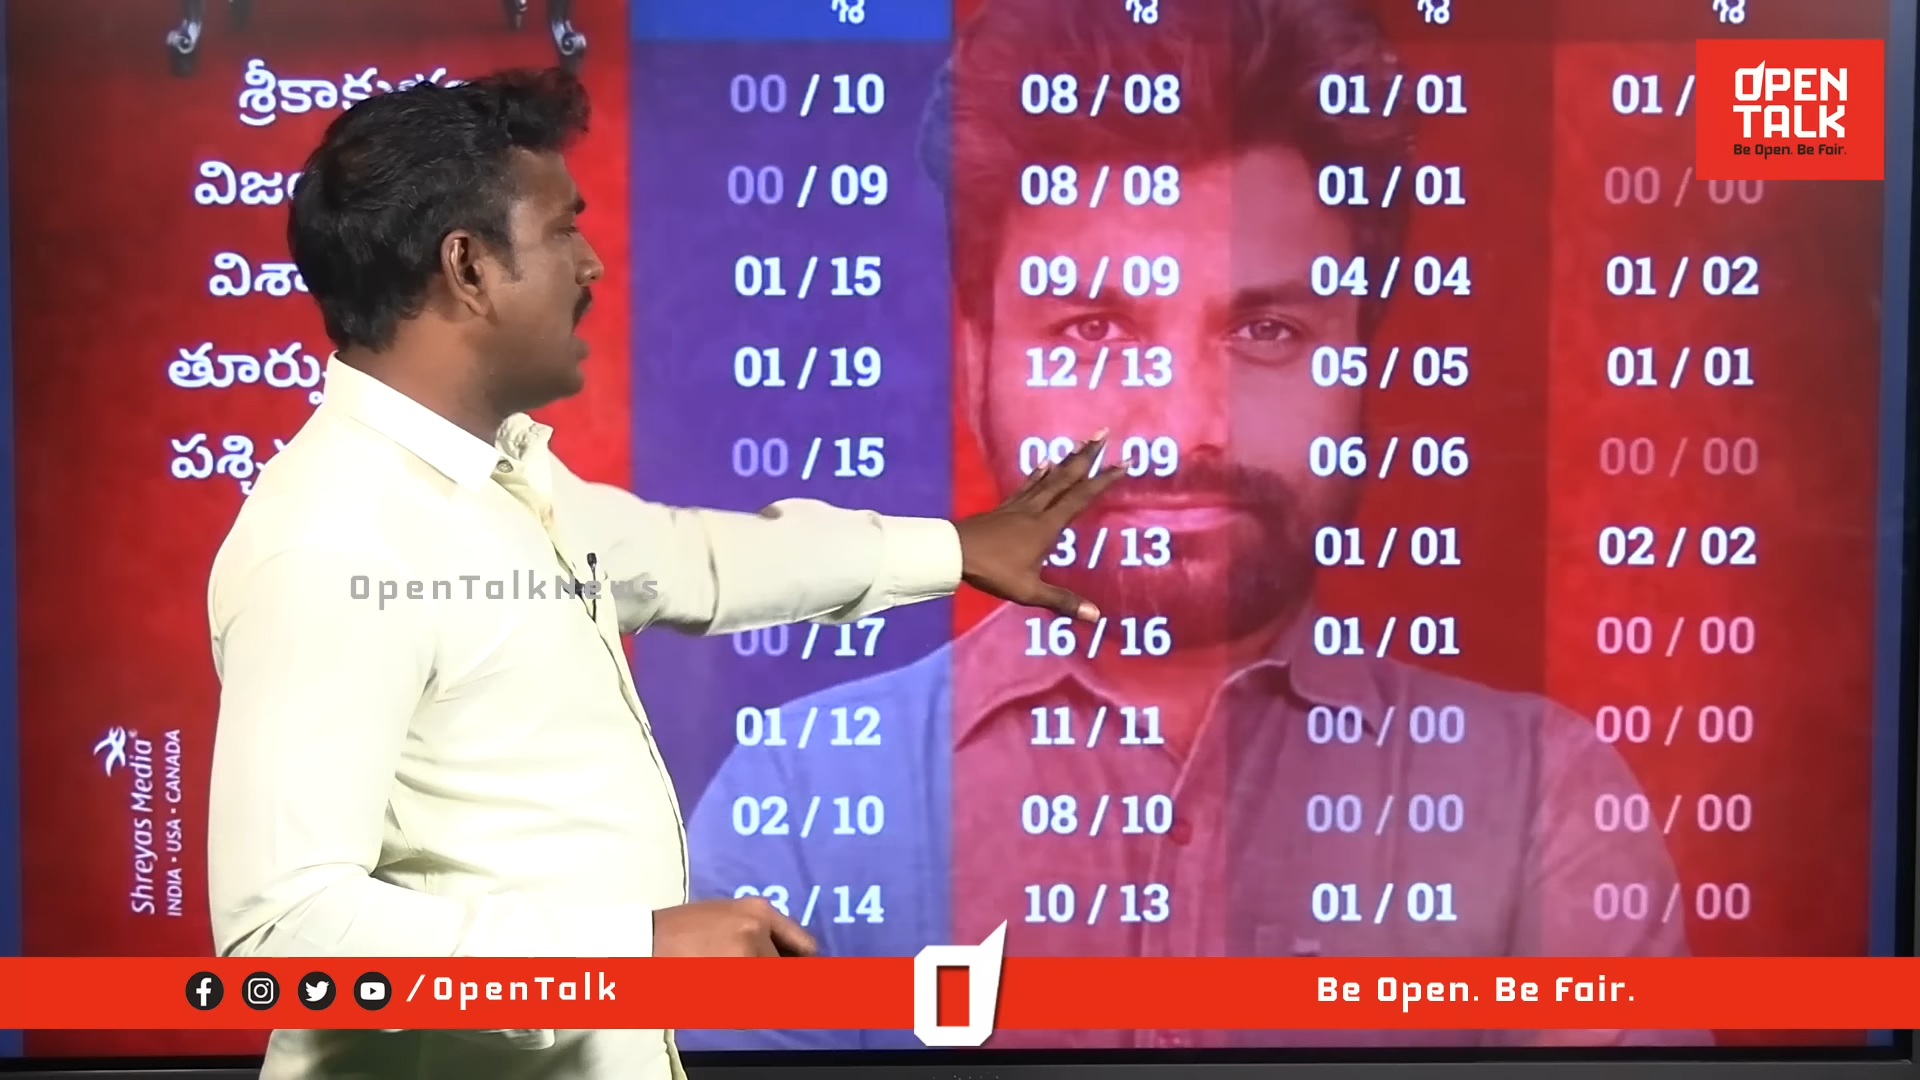 శ్రీకాకుళం 00 / 10 08 / 08 01 / 01 01 /
00 / 09 08 / 08 01 / 01 00 / 00
01 / 15 09 / 09 04 / 04 01 / 02
తూర్పు 01 / 19 12 / 13 05 / 05 01 / 01
00 / 15 09 / 09 06 / 06 00 / 00
/ 13 01 / 01 02 / 02
00 / 17 16 / 16 01 / 01 00 / 00
01 / 12 11 / 11 00 / 00 00 / 00
02 / 10 08 / 10 00 / 00 00 / 00
/ 14 10 / 13 01 / 01 00 / 00
OPEN
TALK
Be Open. Be Fair.
OpenTalkNews
Shreyas Media
INDIA • USA • CANADA
/OpenTalk
Be Open. Be Fair.